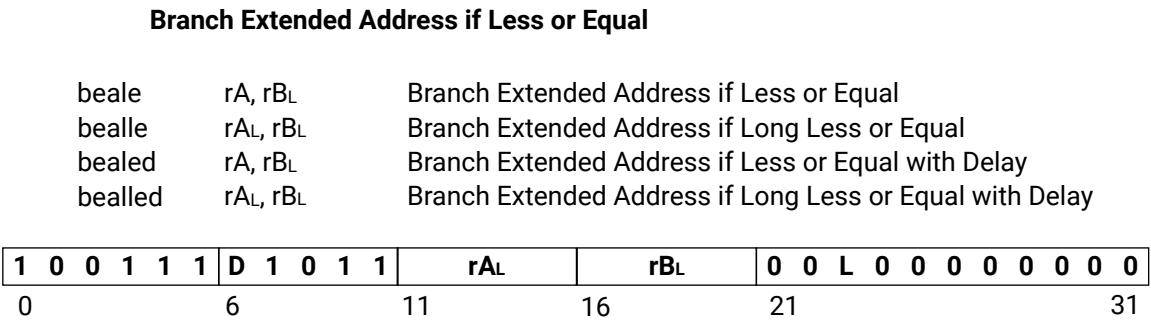 Branch Extended Address if Less or Equal
beale rA, rBL Branch Extended Address if Less or Equal
bealle rAL, rBL Branch Extended Address if Long Less or Equal
bealed rA, rBL Branch Extended Address if Less or Equal with Delay
bealled rAL, rBL Branch Extended Address if Long Less or Equal with Delay
1 0 0 1 1 1 D 1 0 1 1 rAL rBL 0 0 L 0 0 0 0 0 0 0 0
0 6 11 16 21 31